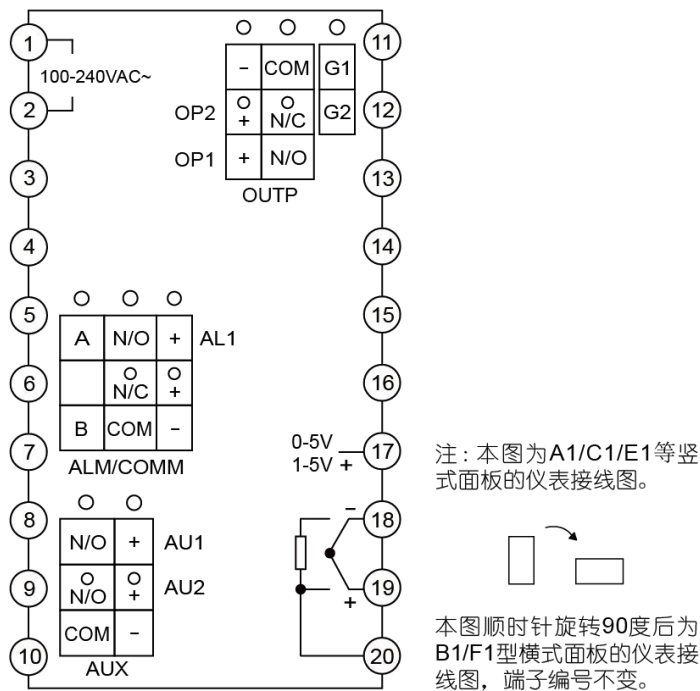 1
100-240VAC~
2
3
4
5
6
7
8
9
10
11
12
13
14
15
16
17
18
19
20
- COM G1
OP2 + N/C G2
OP1 + N/O
OUTP
A N/O + AL1
N/C +
B COM -
ALM/COMM
N/O + AU1
N/O + AU2
COM -
AUX
0-5V
1-5V +
-
+
注：本图为A1/C1/E1等竖
式面板的仪表接线图。
本图顺时针旋转90度后为
B1/F1型横式面板的仪表接
线图，端子编号不变。